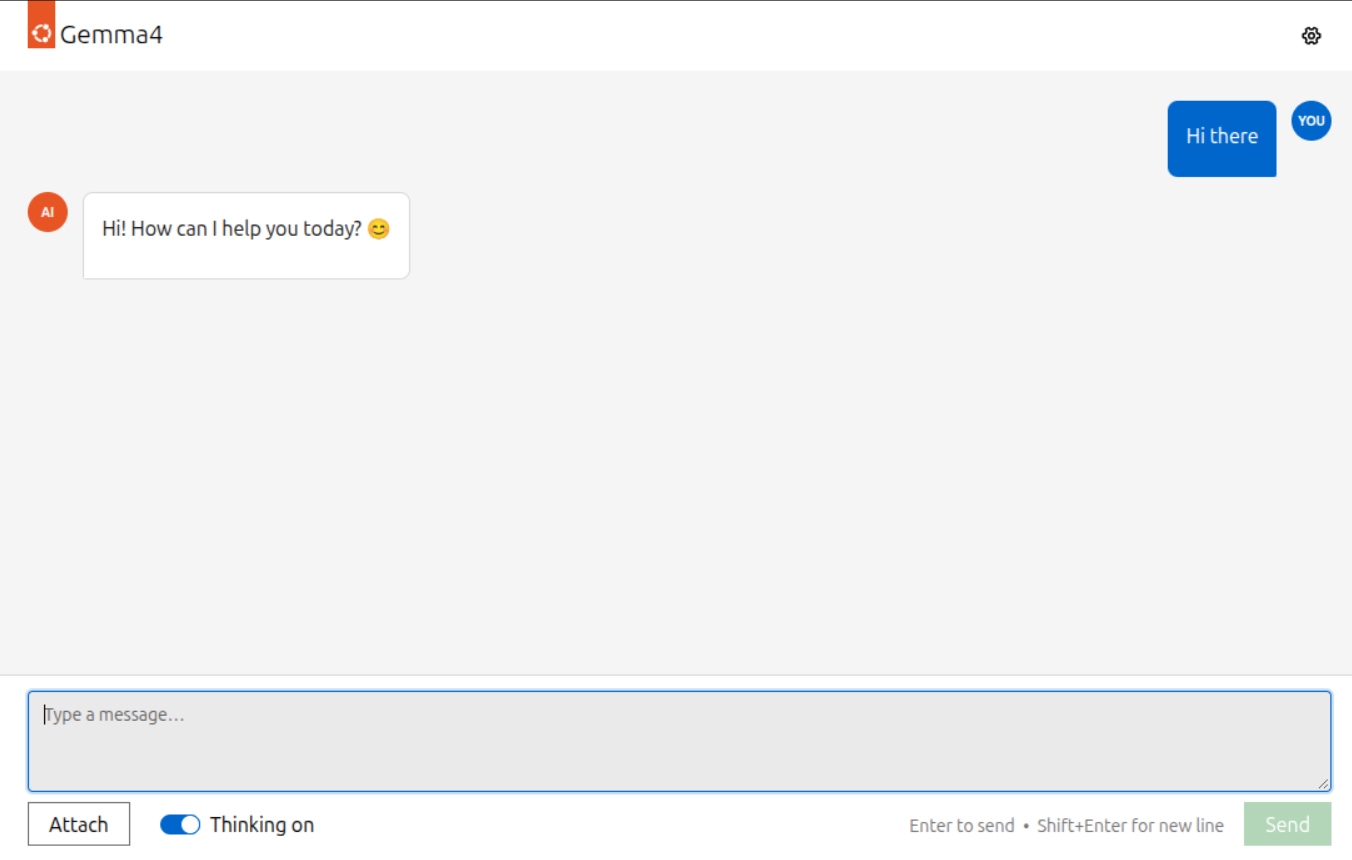 Gemma4
YOU
Hi there
AI
Hi! How can I help you today? 😊
Type a message...
Attach
Thinking on
Enter to send • Shift+Enter for new line
Send